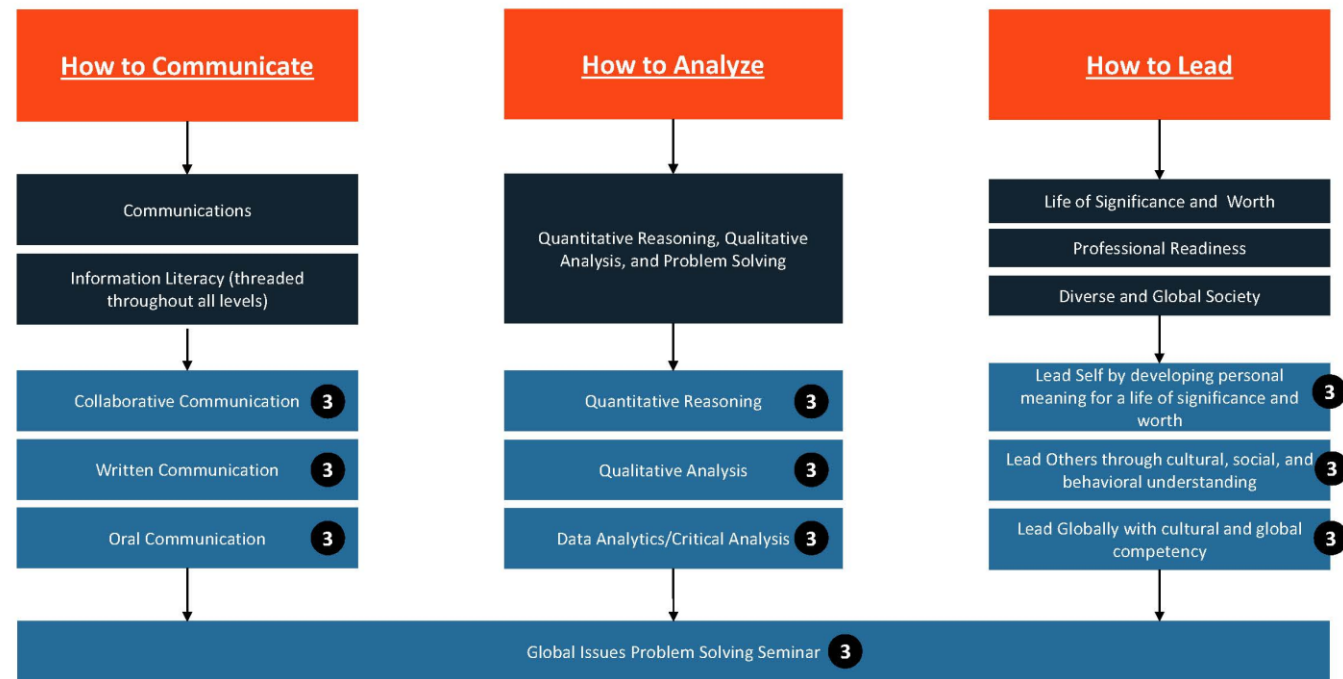 How to Communicate
Communications
Information Literacy (threaded
throughout all levels)
Collaborative Communication 3
Written Communication 3
Oral Communication 3
How to Analyze
Quantitative Reasoning, Qualitative
Analysis, and Problem Solving
Quantitative Reasoning 3
Qualitative Analysis 3
Data Analytics/Critical Analysis 3
How to Lead
Life of Significance and Worth
Professional Readiness
Diverse and Global Society
Lead Self by developing personal
meaning for a life of significance and 3
worth
Lead Others through cultural, social, and 3
behavioral understanding
Lead Globally with cultural and global 3
competency
Global Issues Problem Solving Seminar 3